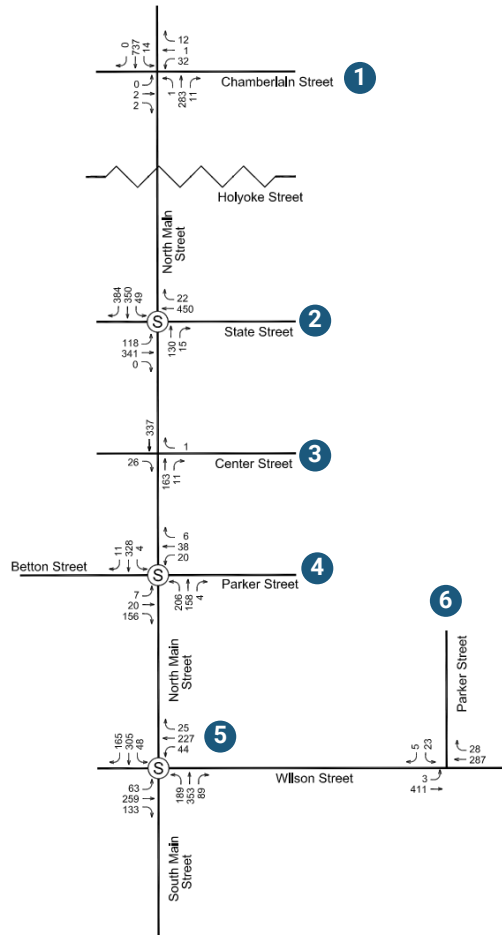 0 737 14
12
1
32
1
Chamberlain Street
0
2
2
1 283 11
Holyoke Street
North Main
Street
384 350 49
22
450
2
State Street
118
341
0
130 15
337
1
3
Center Street
26
163 11
11 328 4
6
38
20
4
Betton Street
S
Parker Street
7
20
156
206 158 4
6
North Main
Street
Parker Street
165 305 48
25
227
44
5
5 23
28
287
S
Wilson Street
63
259
133
189 353 89
3
411
South Main
Street
S